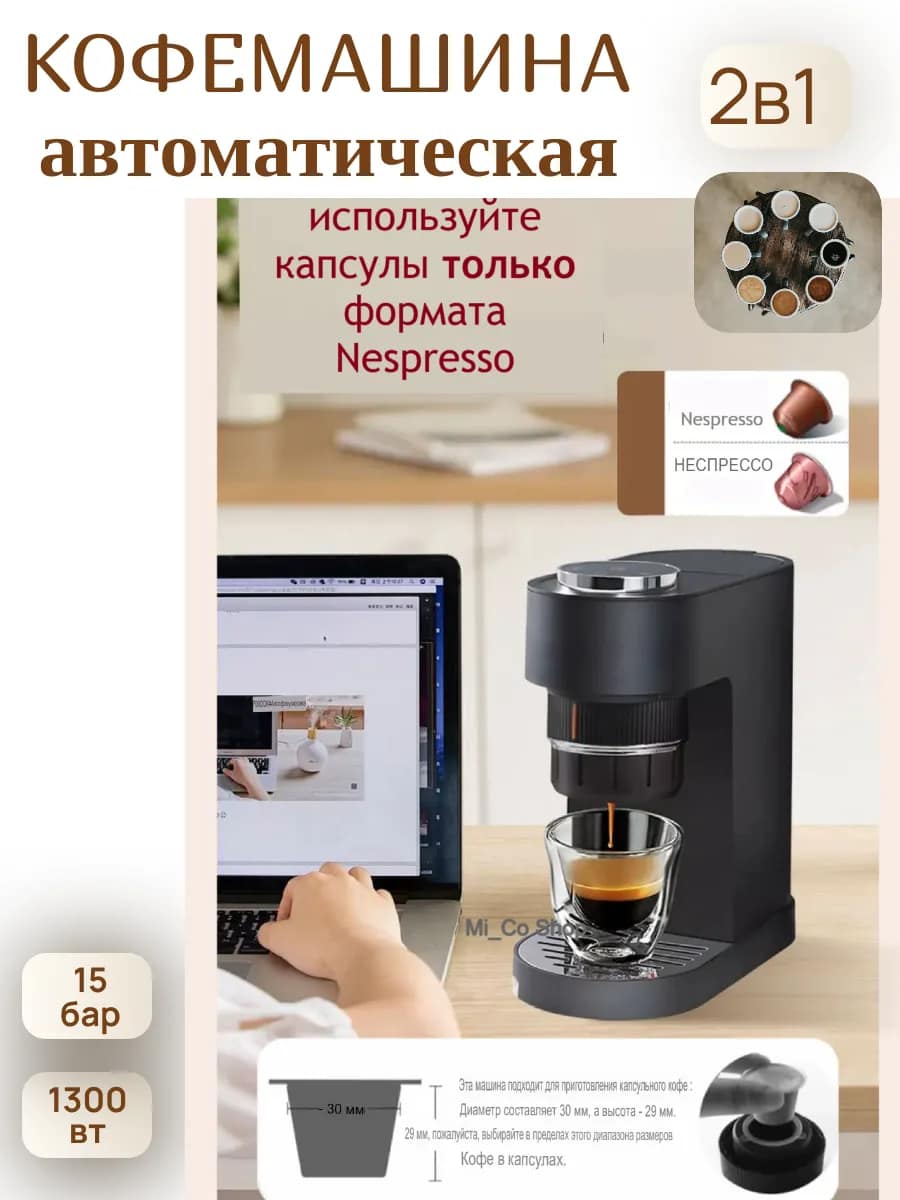 КОФЕМАШИНА
2в1
автоматическая
используйте
капсулы только
формата
Nespresso
Nespresso
НЕСПРЕССО
Mi_Co Shop
15
бар
1300
вт
30 мм
Эта машина подходит для приготовления капсульного кофе :
Диаметр составляет 30 мм, а высота - 29 мм.
29 мм, пожалуйста, выбирайте в пределах этого диапазона размеров
Кофе в капсулах.